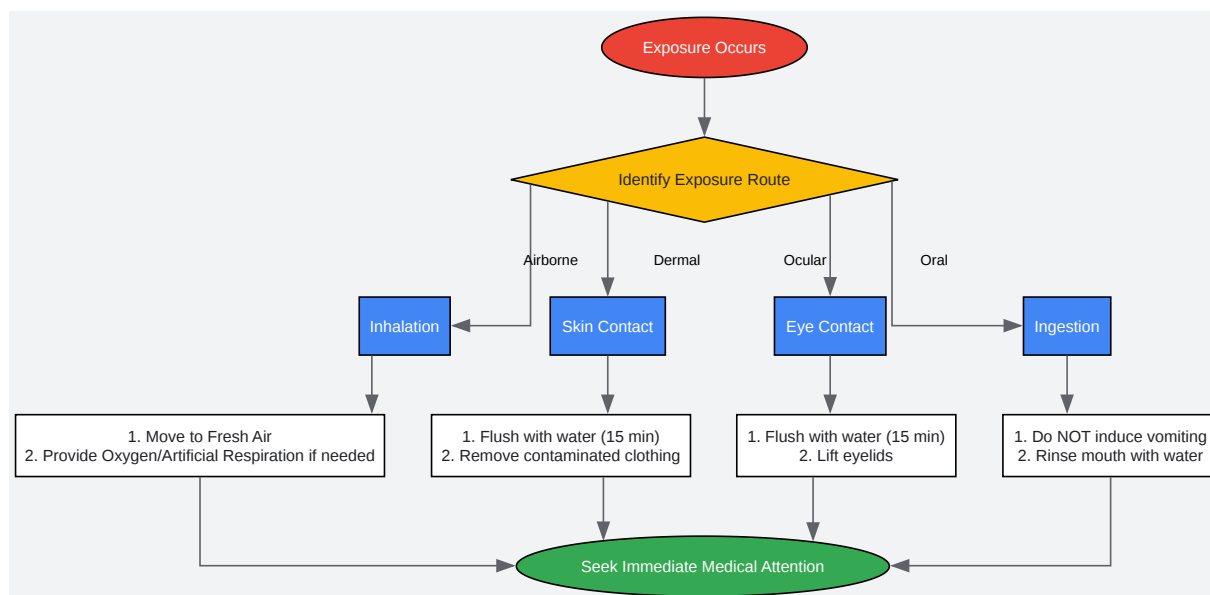 Exposure Occurs
Identify Exposure Route
Airborne
Dermal
Ocular
Oral
Inhalation
Skin Contact
Eye Contact
Ingestion
1. Move to Fresh Air
2. Provide Oxygen/Artificial Respiration if needed
1. Flush with water (15 min)
2. Remove contaminated clothing
1. Flush with water (15 min)
2. Lift eyelids
1. Do NOT induce vomiting
2. Rinse mouth with water
Seek Immediate Medical Attention